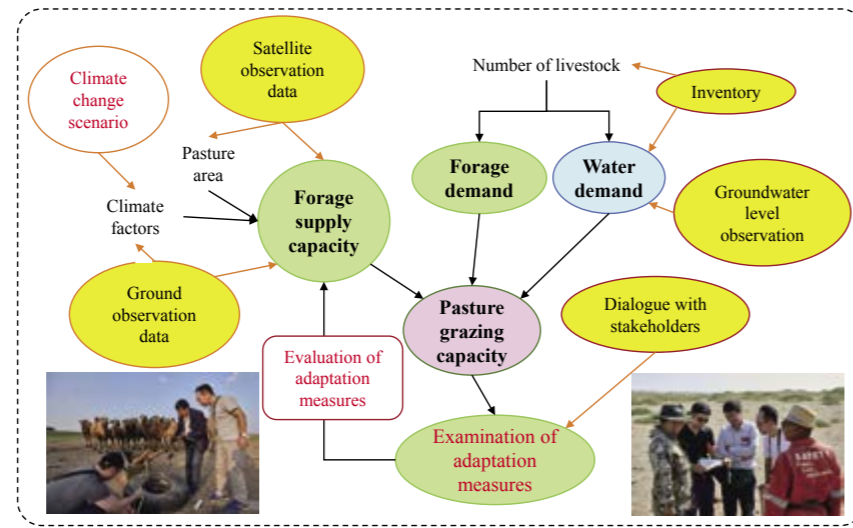 Satellite
observation
data
Number of livestock
Climate
change
scenario
Inventory
Pasture
area
Forage
demand
Water
demand
Forage
supply
capacity
Climate
factors
Groundwater
level
observation
Ground
observation
data
Pasture
grazing
capacity
Dialogue with
stakeholders
Evaluation of
adaptation
measures
Examination of
adaptation
measures